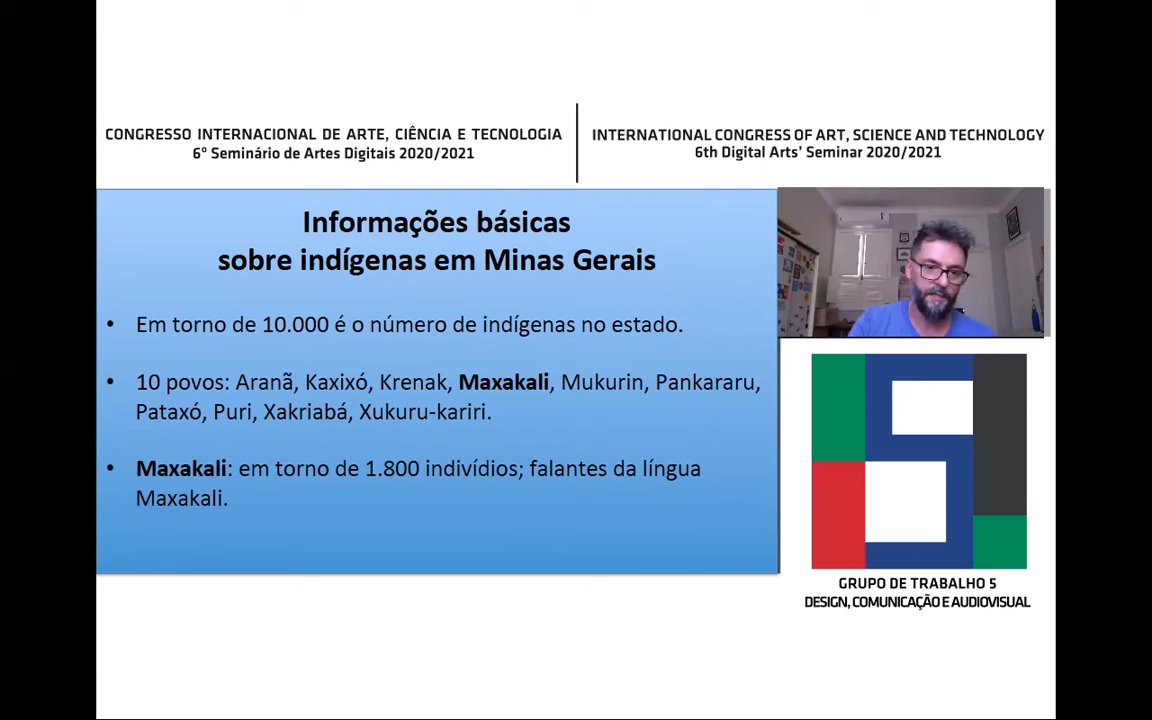 CONGRESSO INTERNACIONAL DE ARTE, CIÊNCIA E TECNOLOGIA
6º Seminário de Artes Digitais 2020/2021
INTERNATIONAL CONGRESS OF ART, SCIENCE AND TECHNOLOGY
6th Digital Arts' Seminar 2020/2021
Informações básicas
sobre indígenas em Minas Gerais
• Em torno de 10.000 é o número de indígenas no estado.
• 10 povos: Aranã, Kaxixó, Krenak, Maxakali, Mukurin, Pankararu,
Pataxó, Puri, Xakriabá, Xukuru-kariri.
• Maxakali: em torno de 1.800 indivídios; falantes da língua
Maxakali.
GRUPO DE TRABALHO 5
DESIGN, COMUNICAÇÃO E AUDIOVISUAL